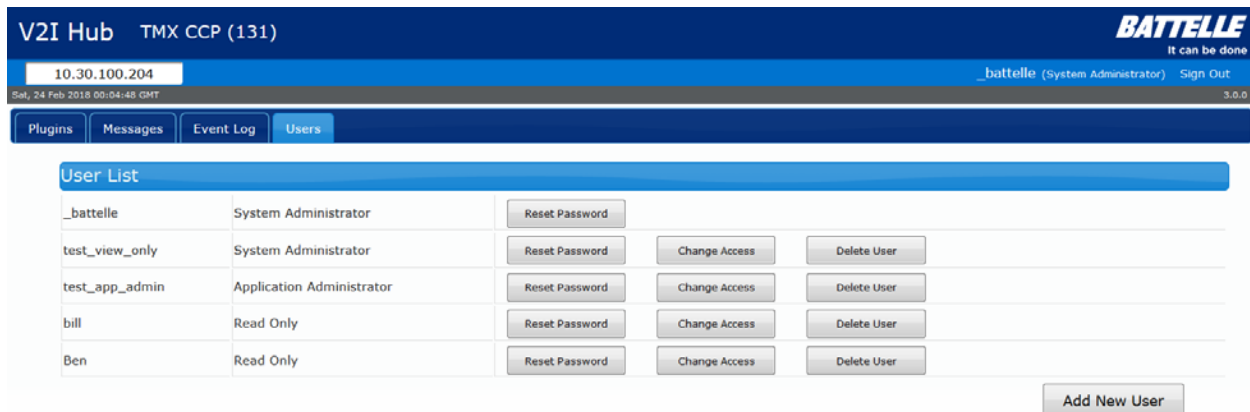 V2I Hub TMX CCP (131) BATTELLE
It can be done
10.30.100.204 _battelle (System Administrator) Sign Out
Sat, 24 Feb 2018 00:04:48 GMT 3.0.0
Plugins Messages Event Log Users
User List
_battelle System Administrator Reset Password
test_view_only System Administrator Reset Password Change Access Delete User
test_app_admin Application Administrator Reset Password Change Access Delete User
bill Read Only Reset Password Change Access Delete User
Ben Read Only Reset Password Change Access Delete User
Add New User